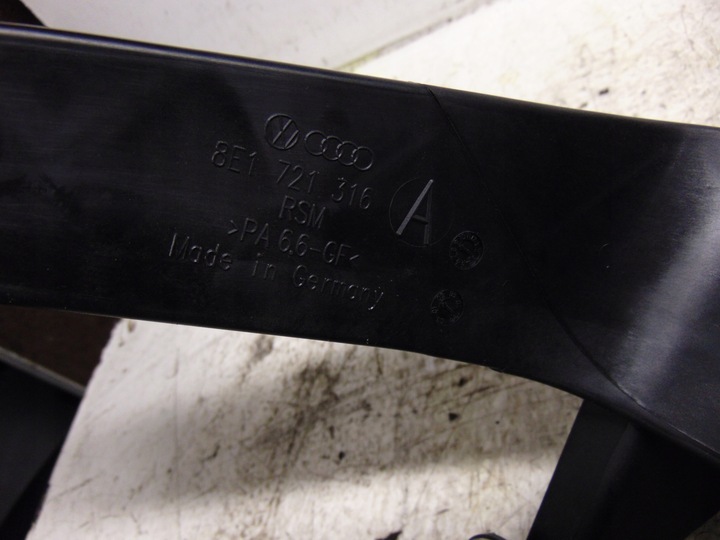 8E1 721 316
A
RSM
>PA 6.6-GF<
Made in Germany